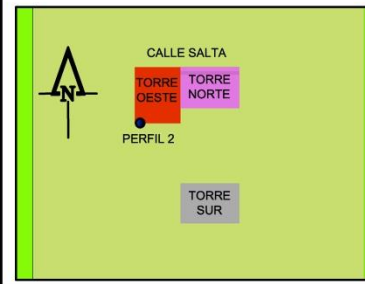 CALLE SALTA
TORRE OESTE
TORRE NORTE
N
PERFIL 2
TORRE SUR